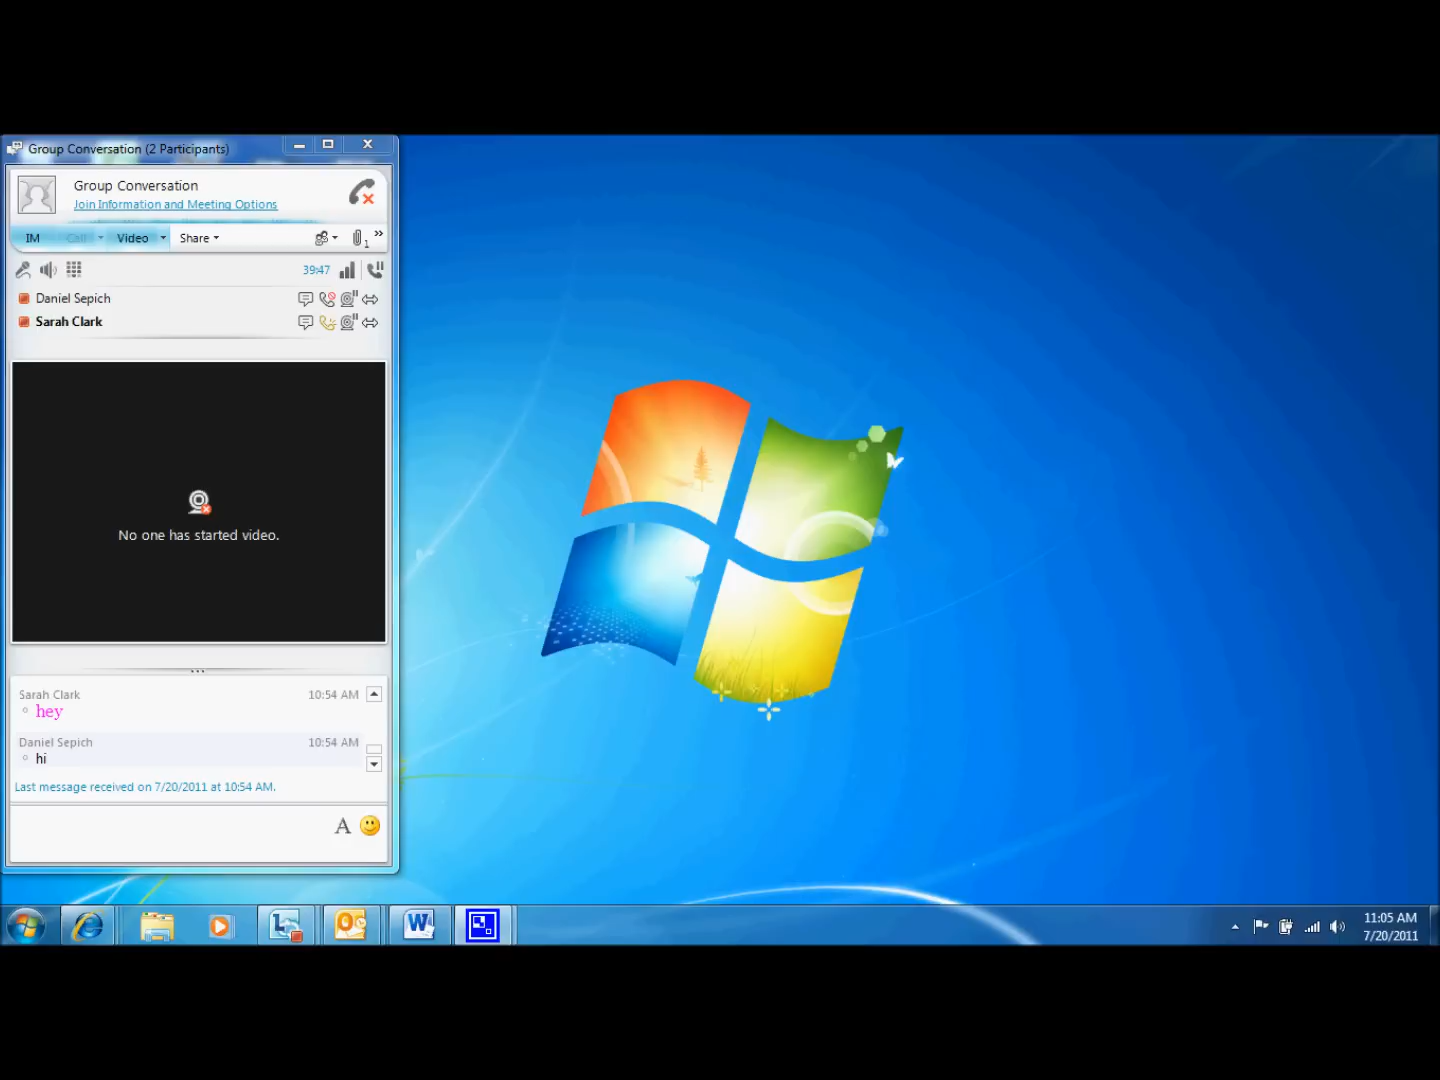 Group Conversation (2 Participants)
Group Conversation
Join Information and Meeting Options
IM Call Video Share 1 »
39:47
Daniel Sepich
Sarah Clark
No one has started video.
Sarah Clark 10:54 AM
hey
Daniel Sepich 10:54 AM
hi
Last message received on 7/20/2011 at 10:54 AM.
A
11:05 AM
7/20/2011